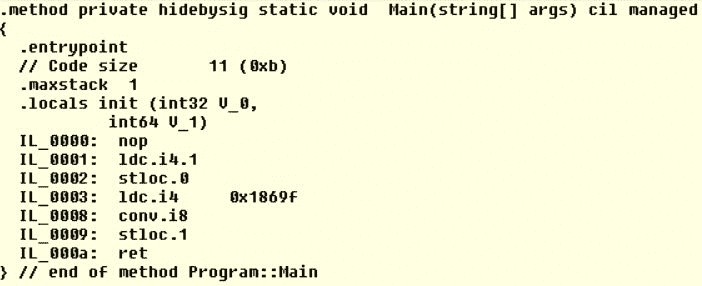 .method private hidebysig static void  Main(string[] args) cil managed
{
  .entrypoint
  // Code size       11 (0xb)
  .maxstack  1
  .locals init (int32 V_0,
           int64 V_1)
  IL_0000:  nop
  IL_0001:  ldc.i4.1
  IL_0002:  stloc.0
  IL_0003:  ldc.i4     0x1869f
  IL_0008:  conv.i8
  IL_0009:  stloc.1
  IL_000a:  ret
} // end of method Program::Main